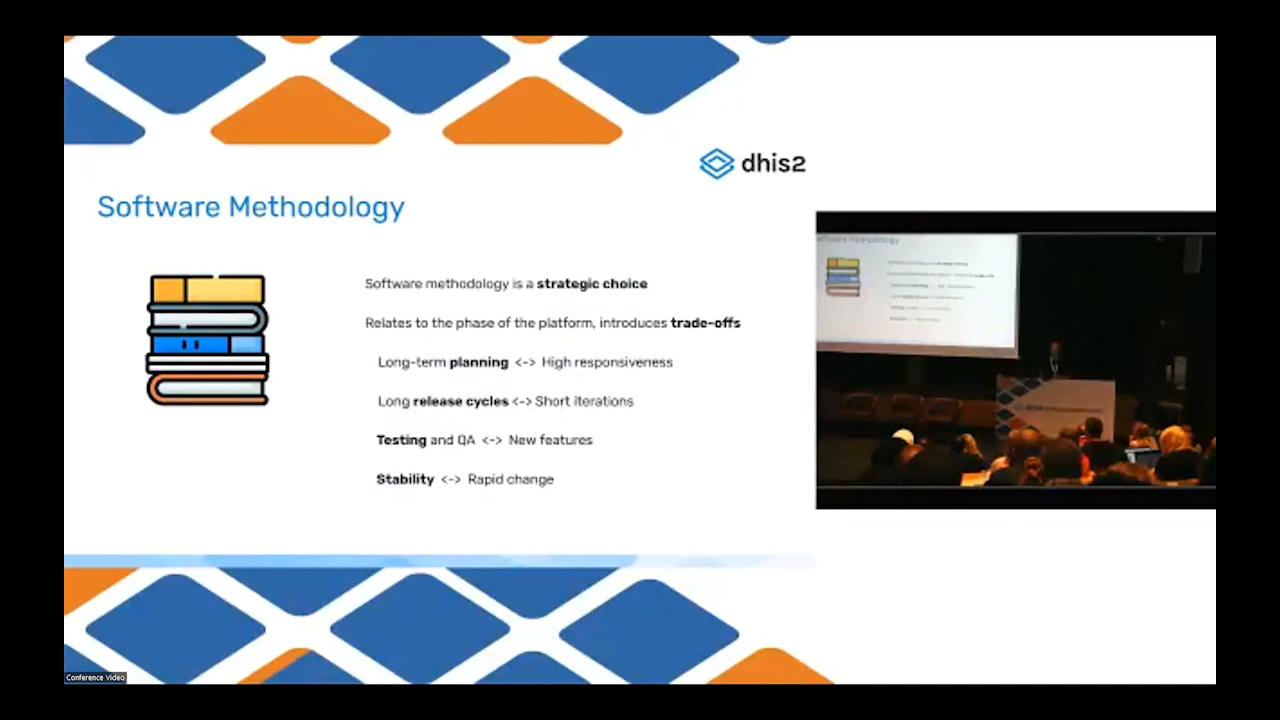 dhis2
Software Methodology
Software methodology is a strategic choice
Relates to the phase of the platform, introduces trade-offs
Long-term planning <-> High responsiveness
Long release cycles <-> Short iterations
Testing and QA <-> New features
Stability <-> Rapid change
Conference Video